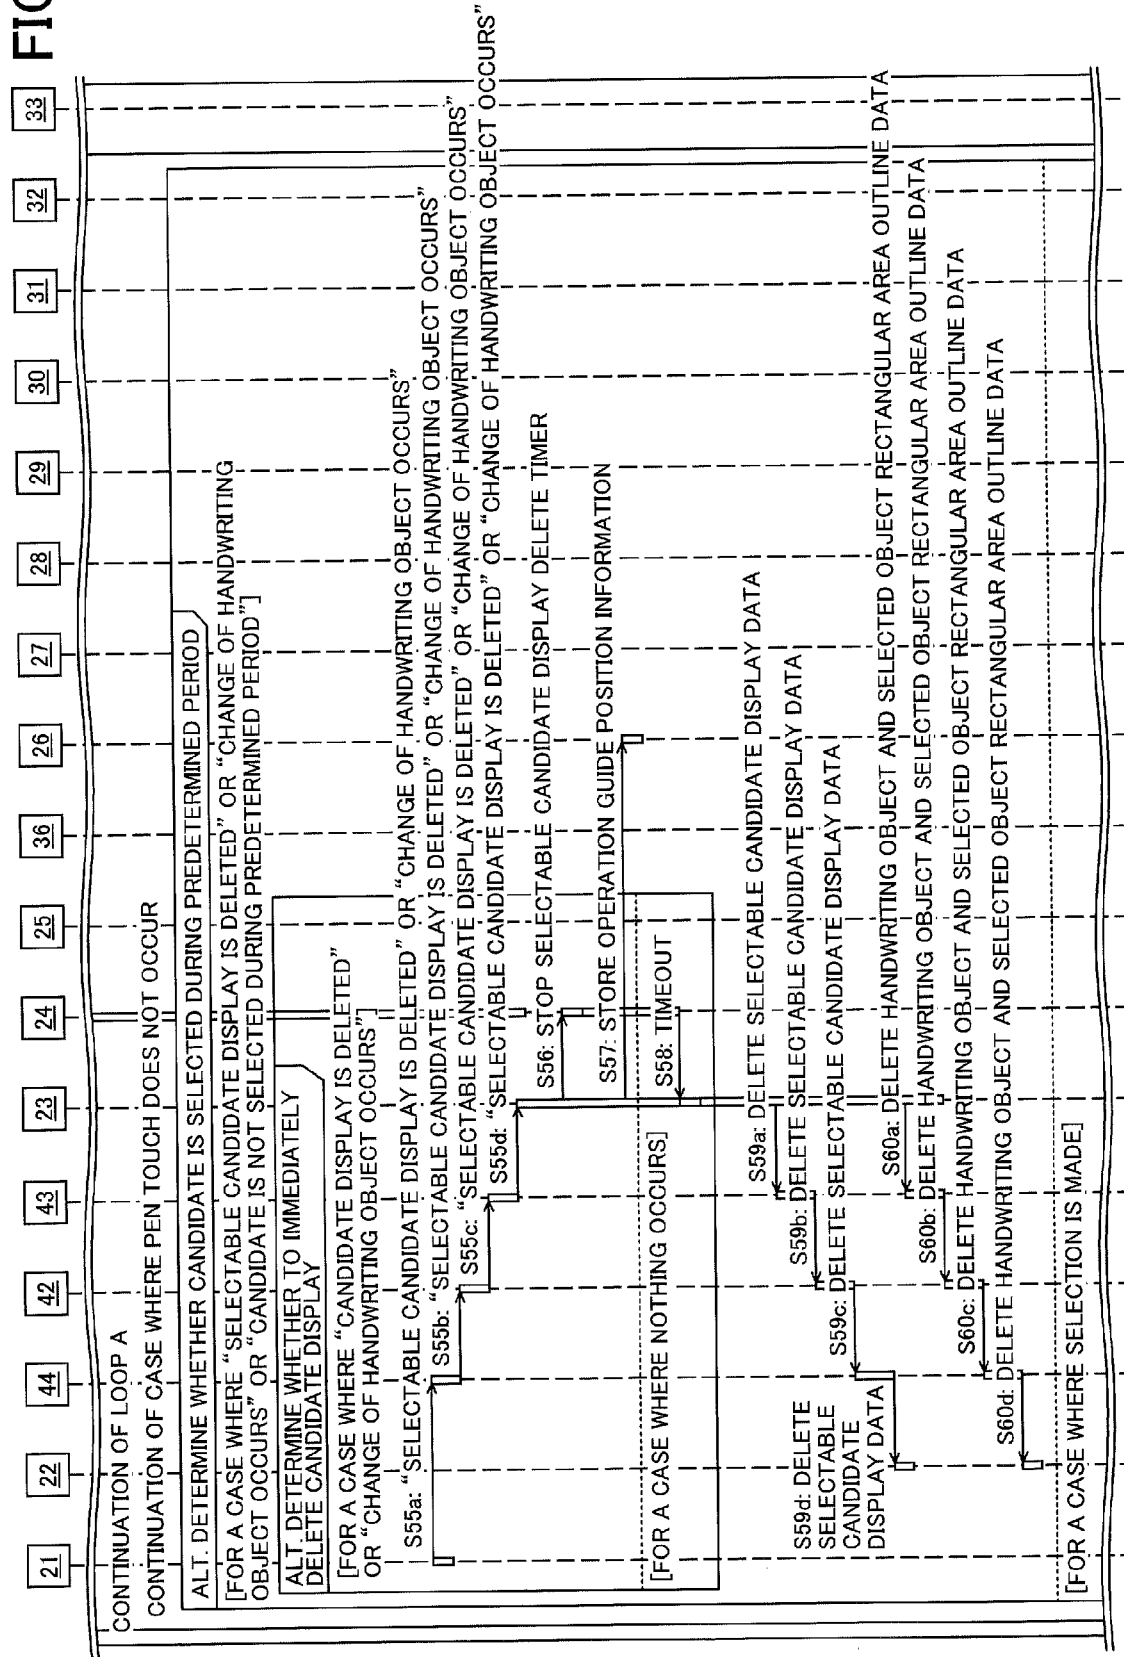 FIG
21 22 44 42 43 23 24 25 36 26 27 28 29 30 31 32 33
CONTINUATION OF LOOP A
CONTINUATION OF CASE WHERE PEN TOUCH DOES NOT OCCUR
ALT. DETERMINE WHETHER CANDIDATE IS SELECTED DURING PREDETERMINED PERIOD
[FOR A CASE WHERE “SELECTABLE CANDIDATE DISPLAY IS DELETED” OR “CHANGE OF HANDWRITING
OBJECT OCCURS” OR “CANDIDATE IS NOT SELECTED DURING PREDETERMINED PERIOD”]
ALT. DETERMINE WHETHER TO IMMEDIATELY
DELETE CANDIDATE DISPLAY
[FOR A CASE WHERE “CANDIDATE DISPLAY IS DELETED”
OR “CHANGE OF HANDWRITING OBJECT OCCURS”]
S55a: “SELECTABLE CANDIDATE DISPLAY IS DELETED” OR “CHANGE OF HANDWRITING OBJECT OCCURS”
S55b: “SELECTABLE CANDIDATE DISPLAY IS DELETED” OR “CHANGE OF HANDWRITING OBJECT OCCURS”
S55c: “SELECTABLE CANDIDATE DISPLAY IS DELETED” OR “CHANGE OF HANDWRITING OBJECT OCCURS”
S55d: “SELECTABLE CANDIDATE DISPLAY IS DELETED” OR “CHANGE OF HANDWRITING OBJECT OCCURS”
S56: STOP SELECTABLE CANDIDATE DISPLAY DELETE TIMER
S57: STORE OPERATION GUIDE POSITION INFORMATION
[FOR A CASE WHERE NOTHING OCCURS]
S58: TIMEOUT
S59a: DELETE SELECTABLE CANDIDATE DISPLAY DATA
S59b: DELETE SELECTABLE CANDIDATE DISPLAY DATA
S59c: DELETE SELECTABLE CANDIDATE DISPLAY DATA
S59d: DELETE
SELECTABLE
CANDIDATE
DISPLAY DATA
S60a: DELETE HANDWRITING OBJECT AND SELECTED OBJECT RECTANGULAR AREA OUTLINE DATA
S60b: DELETE HANDWRITING OBJECT AND SELECTED OBJECT RECTANGULAR AREA OUTLINE DATA
S60c: DELETE HANDWRITING OBJECT AND SELECTED OBJECT RECTANGULAR AREA OUTLINE DATA
S60d: DELETE HANDWRITING OBJECT AND SELECTED OBJECT RECTANGULAR AREA OUTLINE DATA
[FOR A CASE WHERE SELECTION IS MADE]